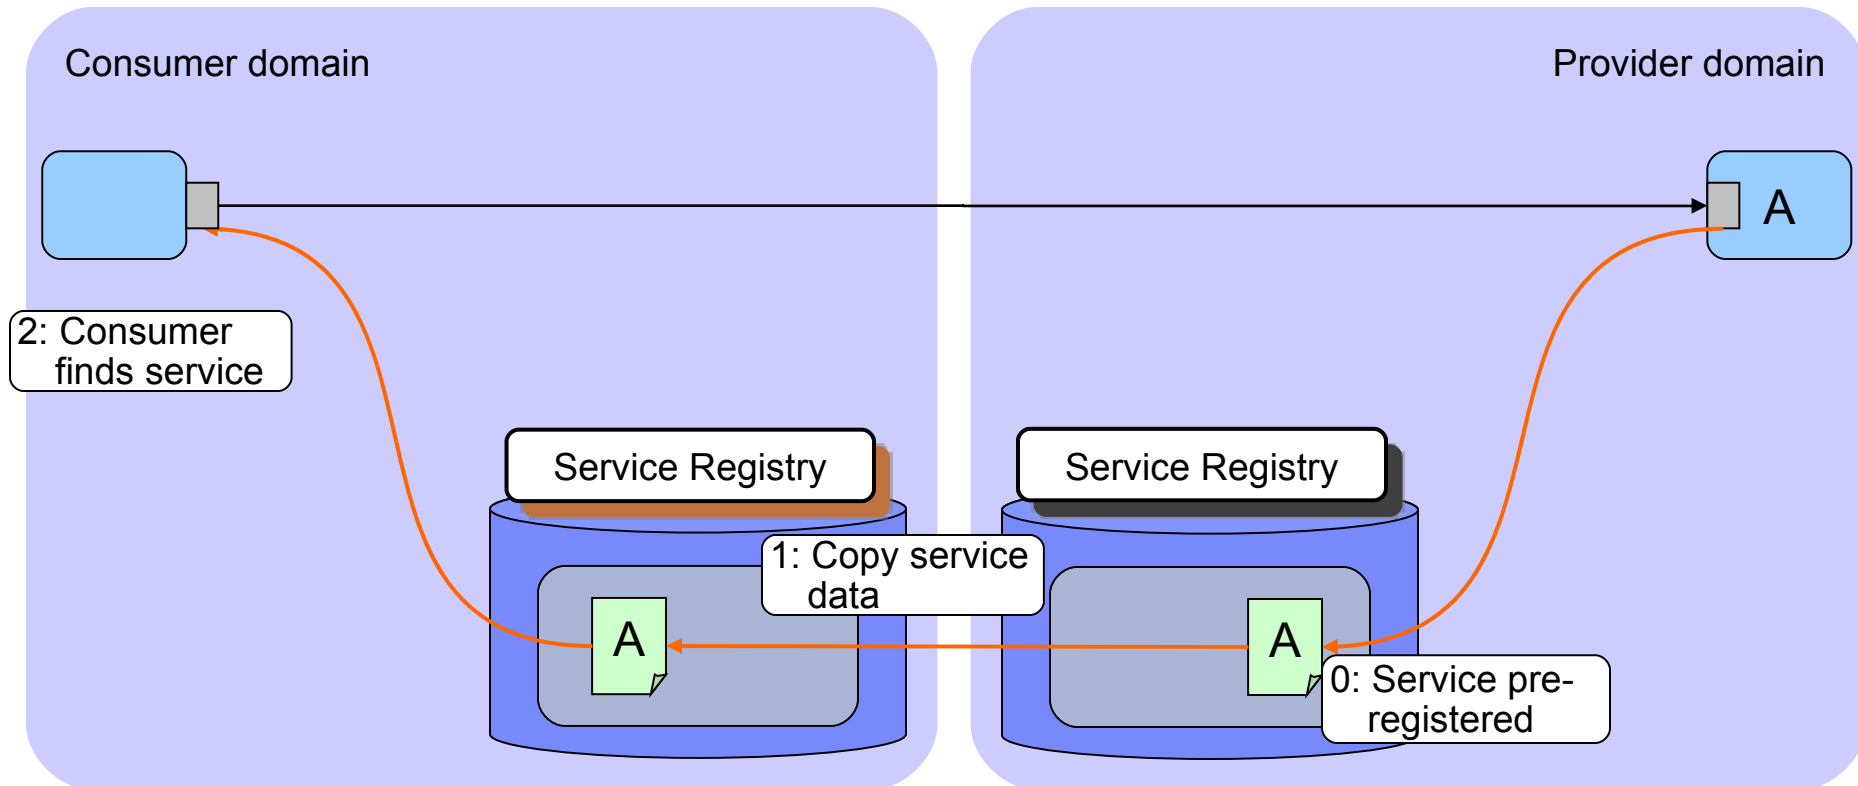 Consumer domain
Provider domain
A
2: Consumer
finds service
Service Registry
Service Registry
1: Copy service
data
A
A
0: Service pre-
registered